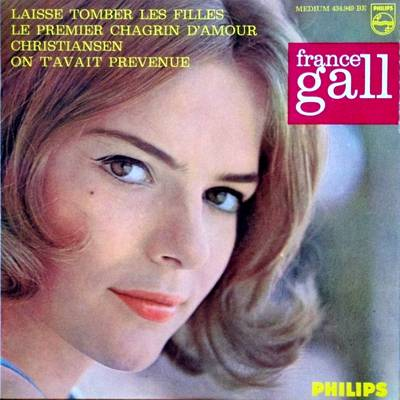 LAISSE TOMBER LES FILLES
LE PREMIER CHAGRIN D'AMOUR
CHRISTIANSEN
ON T'AVAIT PREVENUE
MEDIUM 434.949 BE
PHILIPS
france
gall
PHILIPS